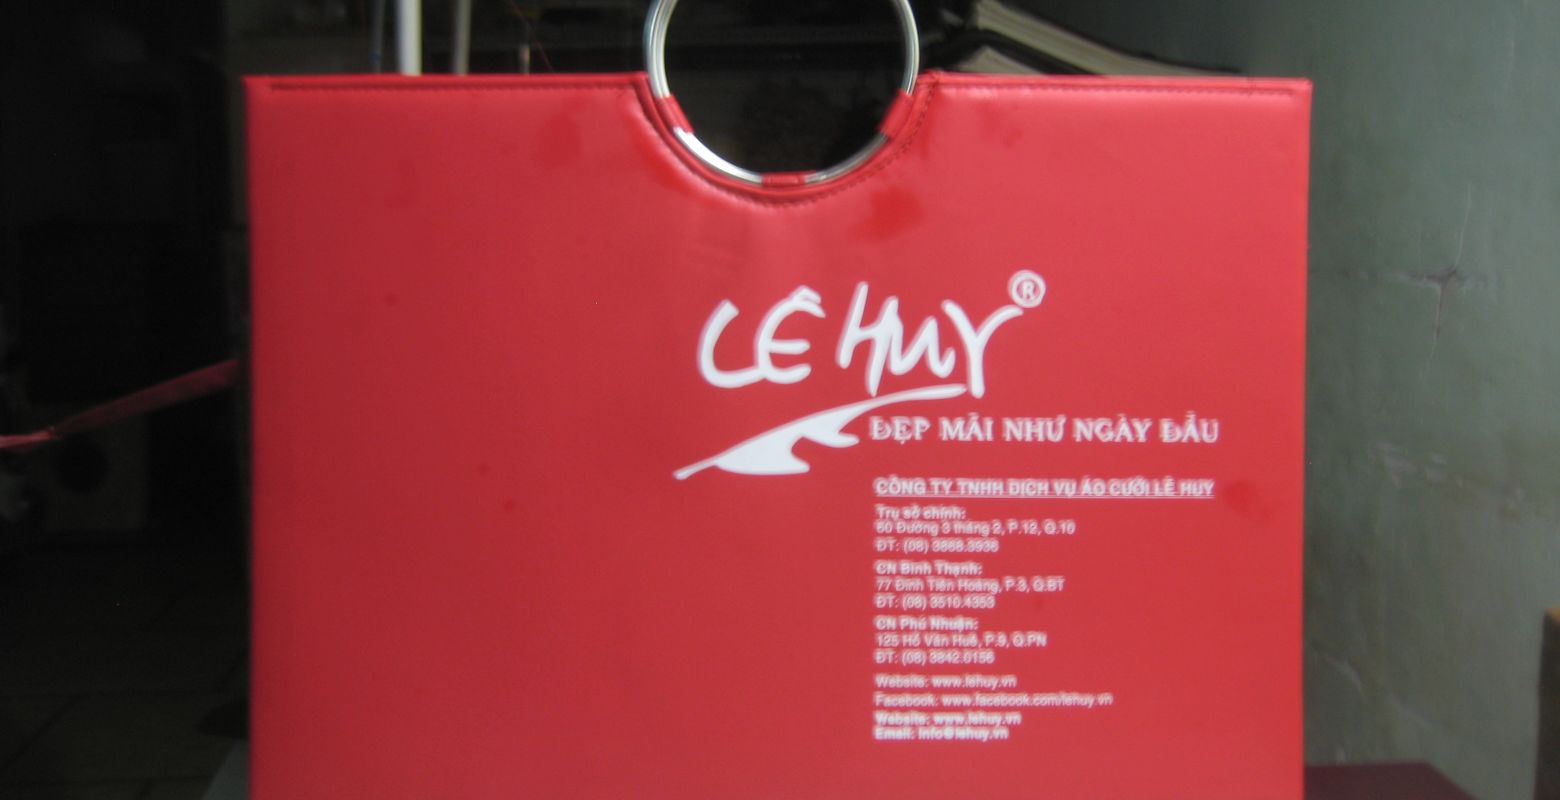 LÊ HUY ®
ĐẸP MÃI NHƯ NGÀY ĐẦU
CÔNG TY TNHH DỊCH VỤ ÁO CƯỚI LÊ HUY
Trụ sở chính:
60 Đường 3 tháng 2, P.12, Q.10
ĐT: (08) 3868.3936
CN Bình Thạnh:
77 Đinh Tiên Hoàng, P.3, Q.BT
ĐT: (08) 3510.4353
CN Phú Nhuận:
125 Hồ Văn Huê, P.9, Q.PN
ĐT: (08) 3842.0156
Website: www.lehuy.vn
Facebook: www.facebook.com/lehuy.vn
Website: www.lehuy.vn
Email: info@lehuy.vn